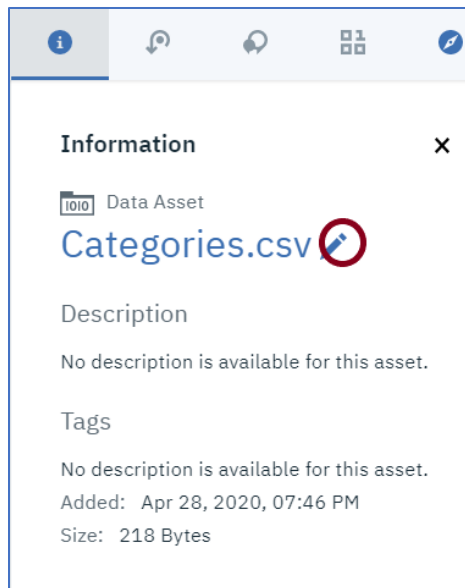 Information
1010 Data Asset
Categories.csv
Description
No description is available for this asset.
Tags
No description is available for this asset.
Added: Apr 28, 2020, 07:46 PM
Size: 218 Bytes